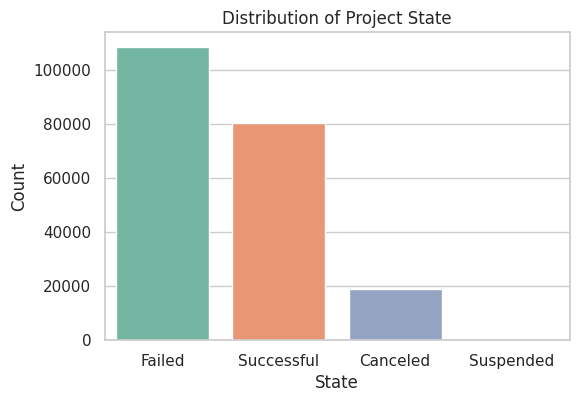 Distribution of Project State
100000
80000
60000
40000
20000
0
Count
Failed
Successful
Canceled
Suspended
State